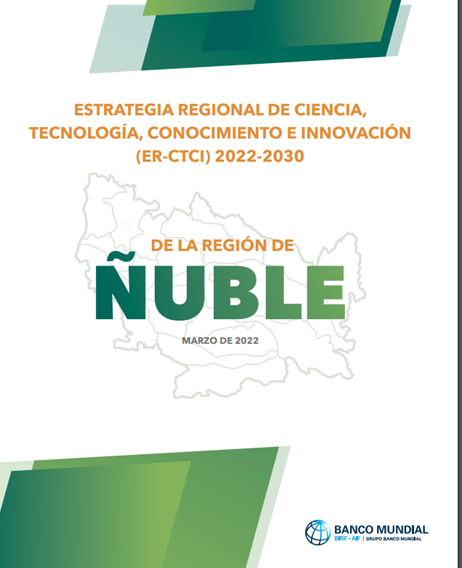 ESTRATEGIA REGIONAL DE CIENCIA,
TECNOLOGÍA, CONOCIMIENTO E INNOVACIÓN
(ER-CTCI) 2022-2030
DE LA REGIÓN DE
ÑUBLE
MARZO DE 2022
BANCO MUNDIAL
BIRF • AIF | GRUPO BANCO MUNDIAL